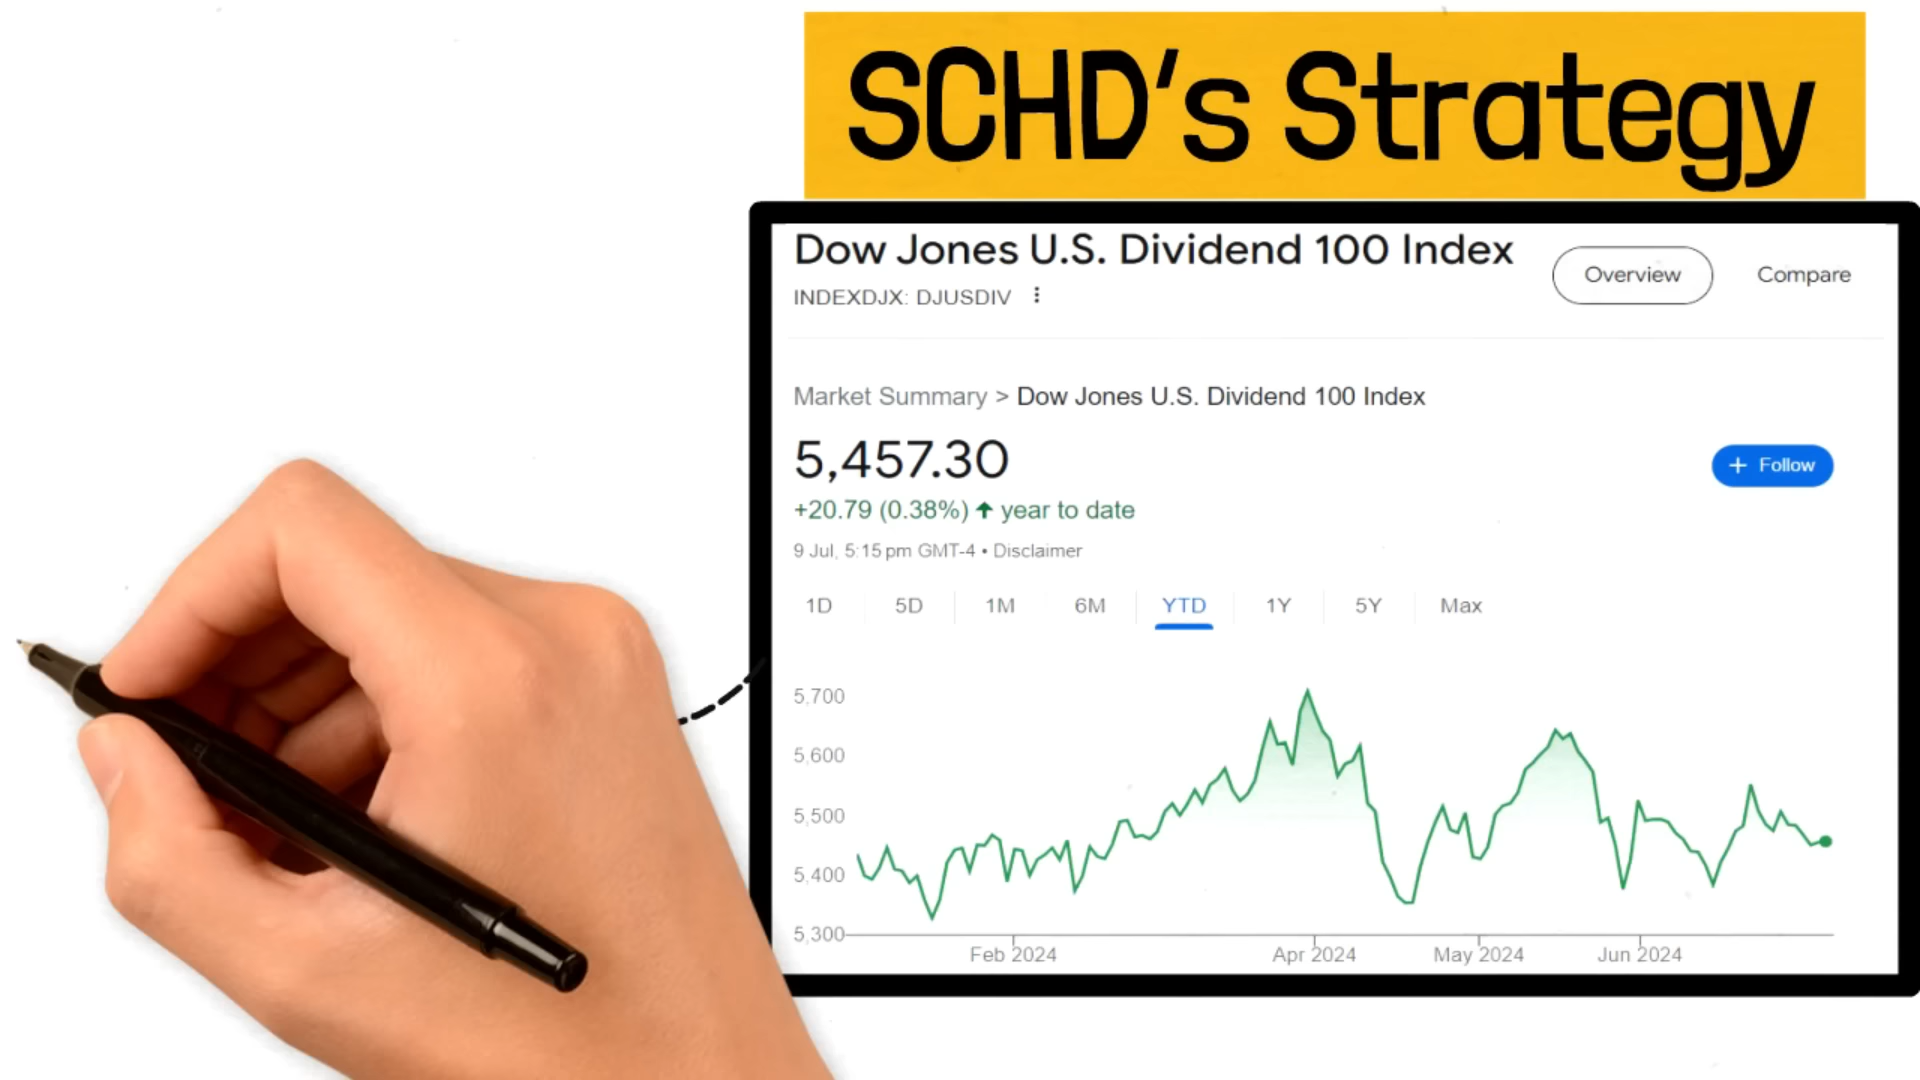 SCHD's Strategy
Dow Jones U.S. Dividend 100 Index
Overview
Compare
INDEXDJX: DJUSDIV
Market Summary > Dow Jones U.S. Dividend 100 Index
5,457.30
+ Follow
+20.79 (0.38%) ↑ year to date
9 Jul, 5:15 pm GMT-4 • Disclaimer
1D 5D 1M 6M YTD 1Y 5Y Max
5,700
5,600
5,500
5,400
5,300
Feb 2024 Apr 2024 May 2024 Jun 2024